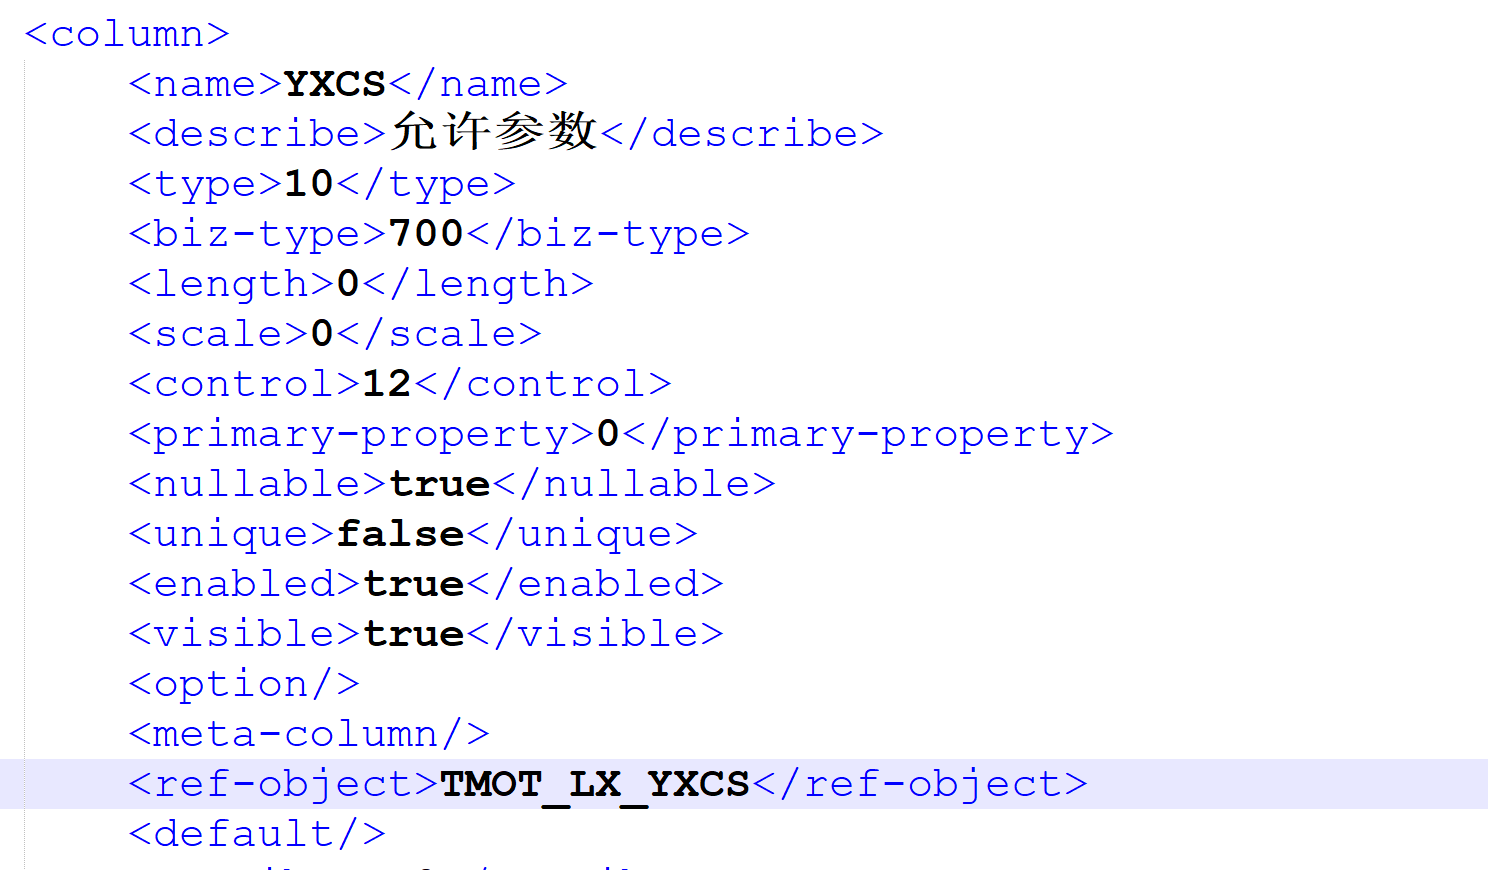 <column>
<name>YXCS</name>
<describe>允许参数</describe>
<type>10</type>
<biz-type>700</biz-type>
<length>0</length>
<scale>0</scale>
<control>12</control>
<primary-property>0</primary-property>
<nullable>true</nullable>
<unique>false</unique>
<enabled>true</enabled>
<visible>true</visible>
<option/>
<meta-column/>
<ref-object>TMOT_LX_YXCS</ref-object>
<default/>